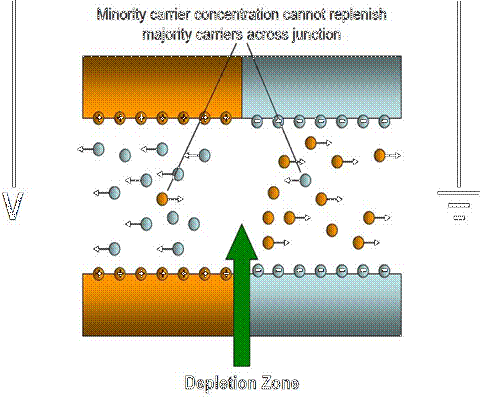 Minority carrier concentration cannot replenish
majority carriers across junction
V
Depletion Zone